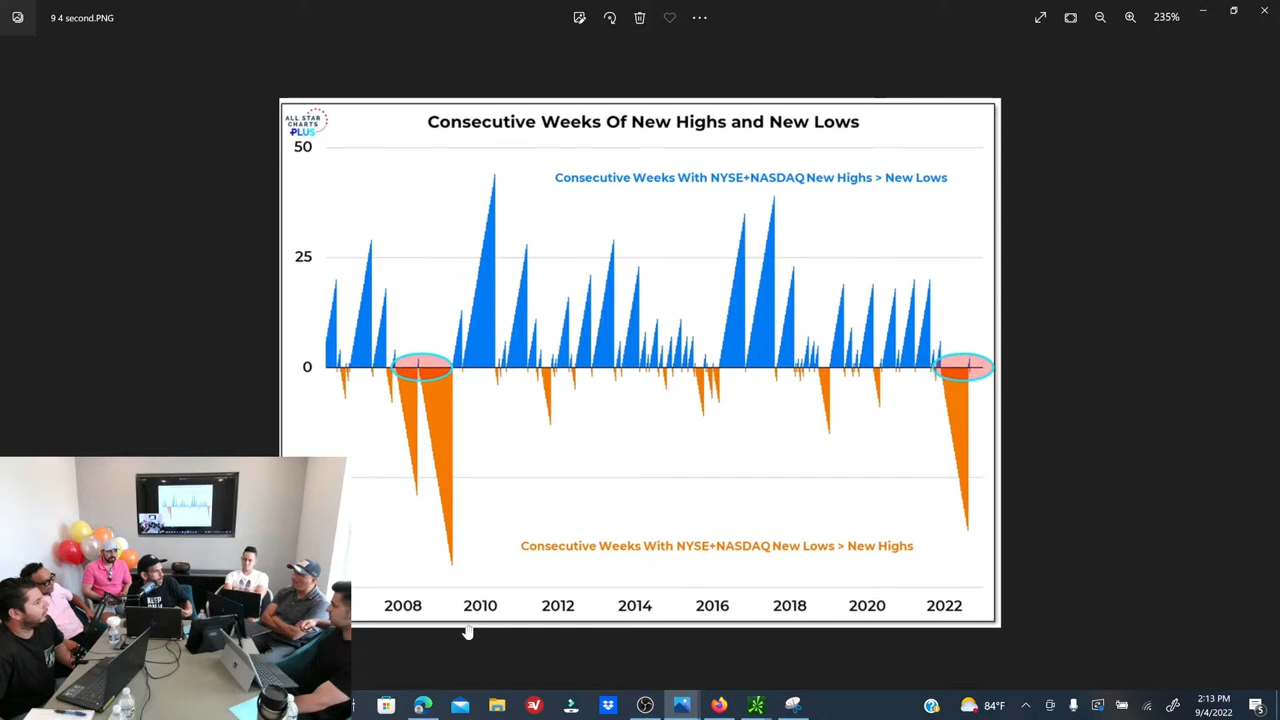 9 4 second.PNG
235%
ALL STAR
CHARTS
PLUS
Consecutive Weeks Of New Highs and New Lows
50
Consecutive Weeks With NYSE+NASDAQ New Highs > New Lows
25
0
Consecutive Weeks With NYSE+NASDAQ New Lows > New Highs
2008 2010 2012 2014 2016 2018 2020 2022
84°F
2:13 PM
9/4/2022
5